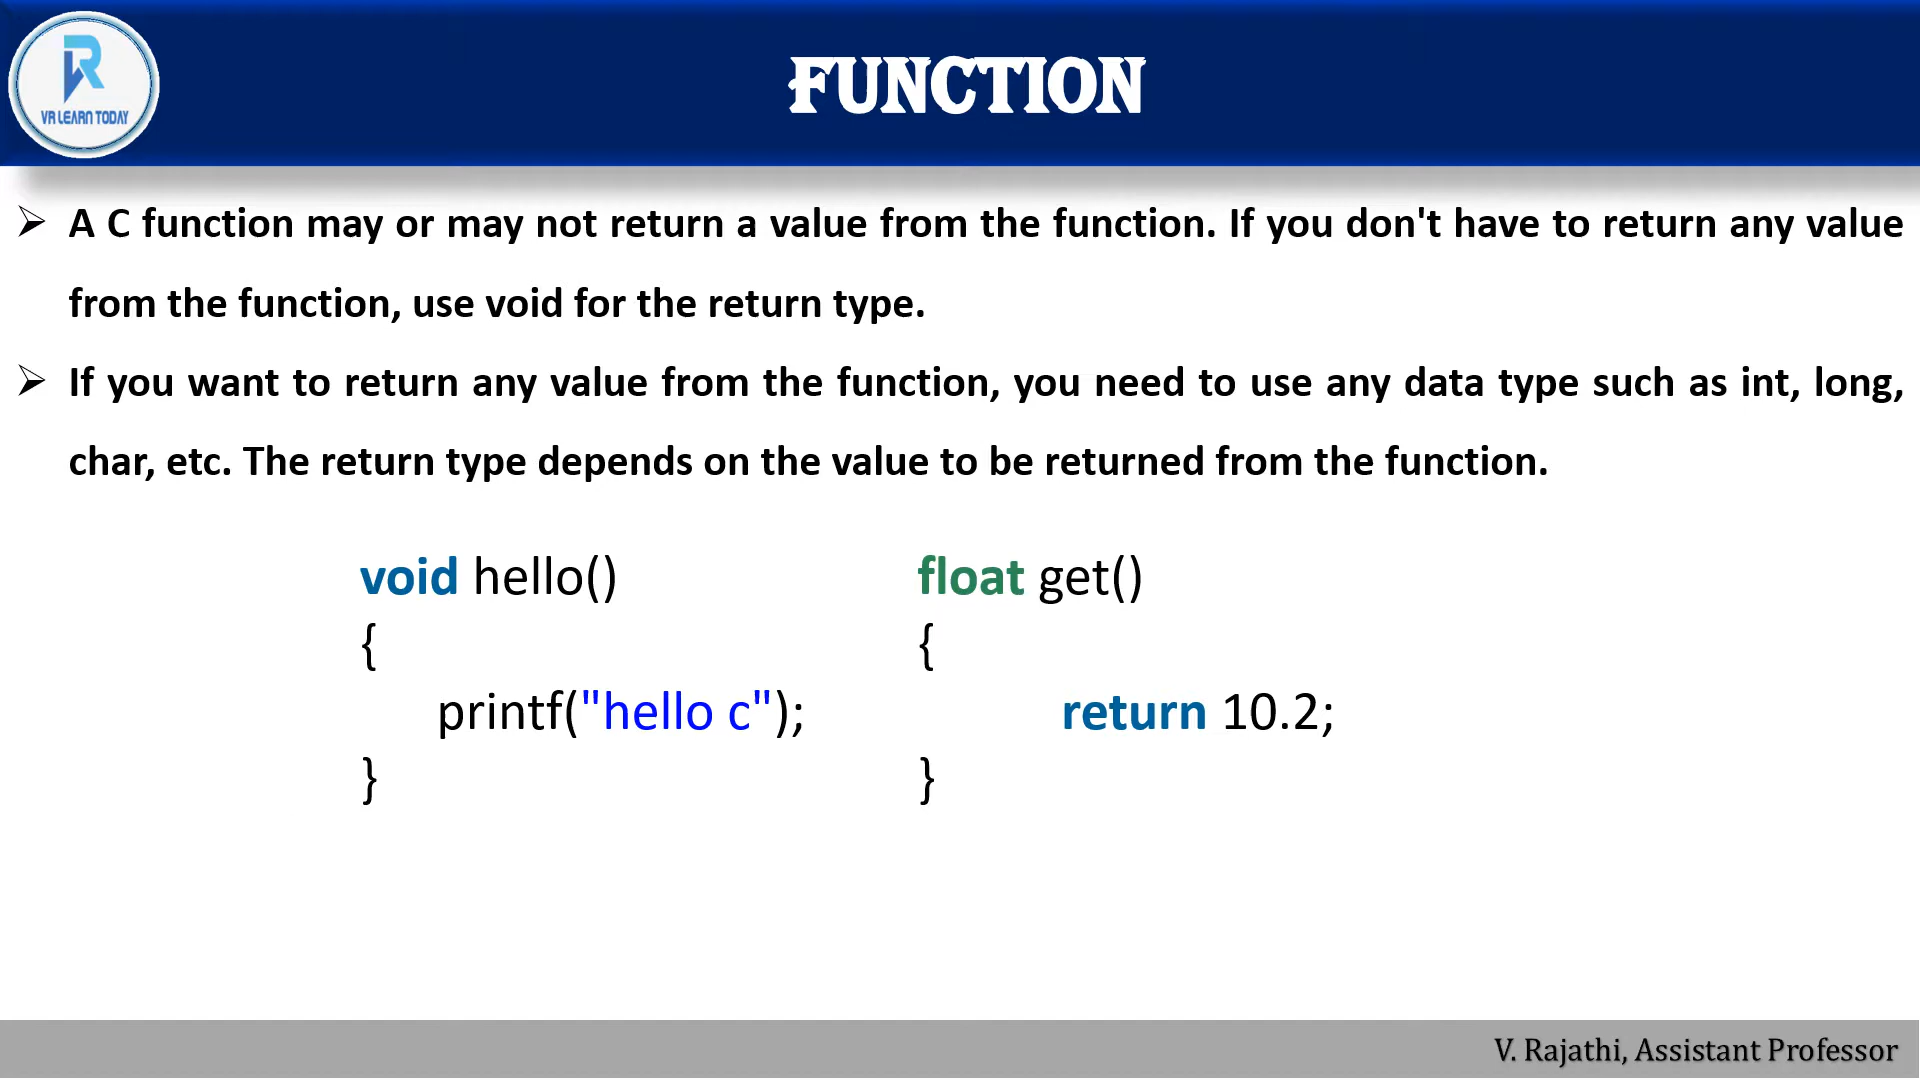 VR LEARN TODAY
FUNCTION
➢ A C function may or may not return a value from the function. If you don't have to return any value
from the function, use void for the return type.
➢ If you want to return any value from the function, you need to use any data type such as int, long,
char, etc. The return type depends on the value to be returned from the function.
void hello()
{
printf("hello c");
}
float get()
{
return 10.2;
}
V. Rajathi, Assistant Professor